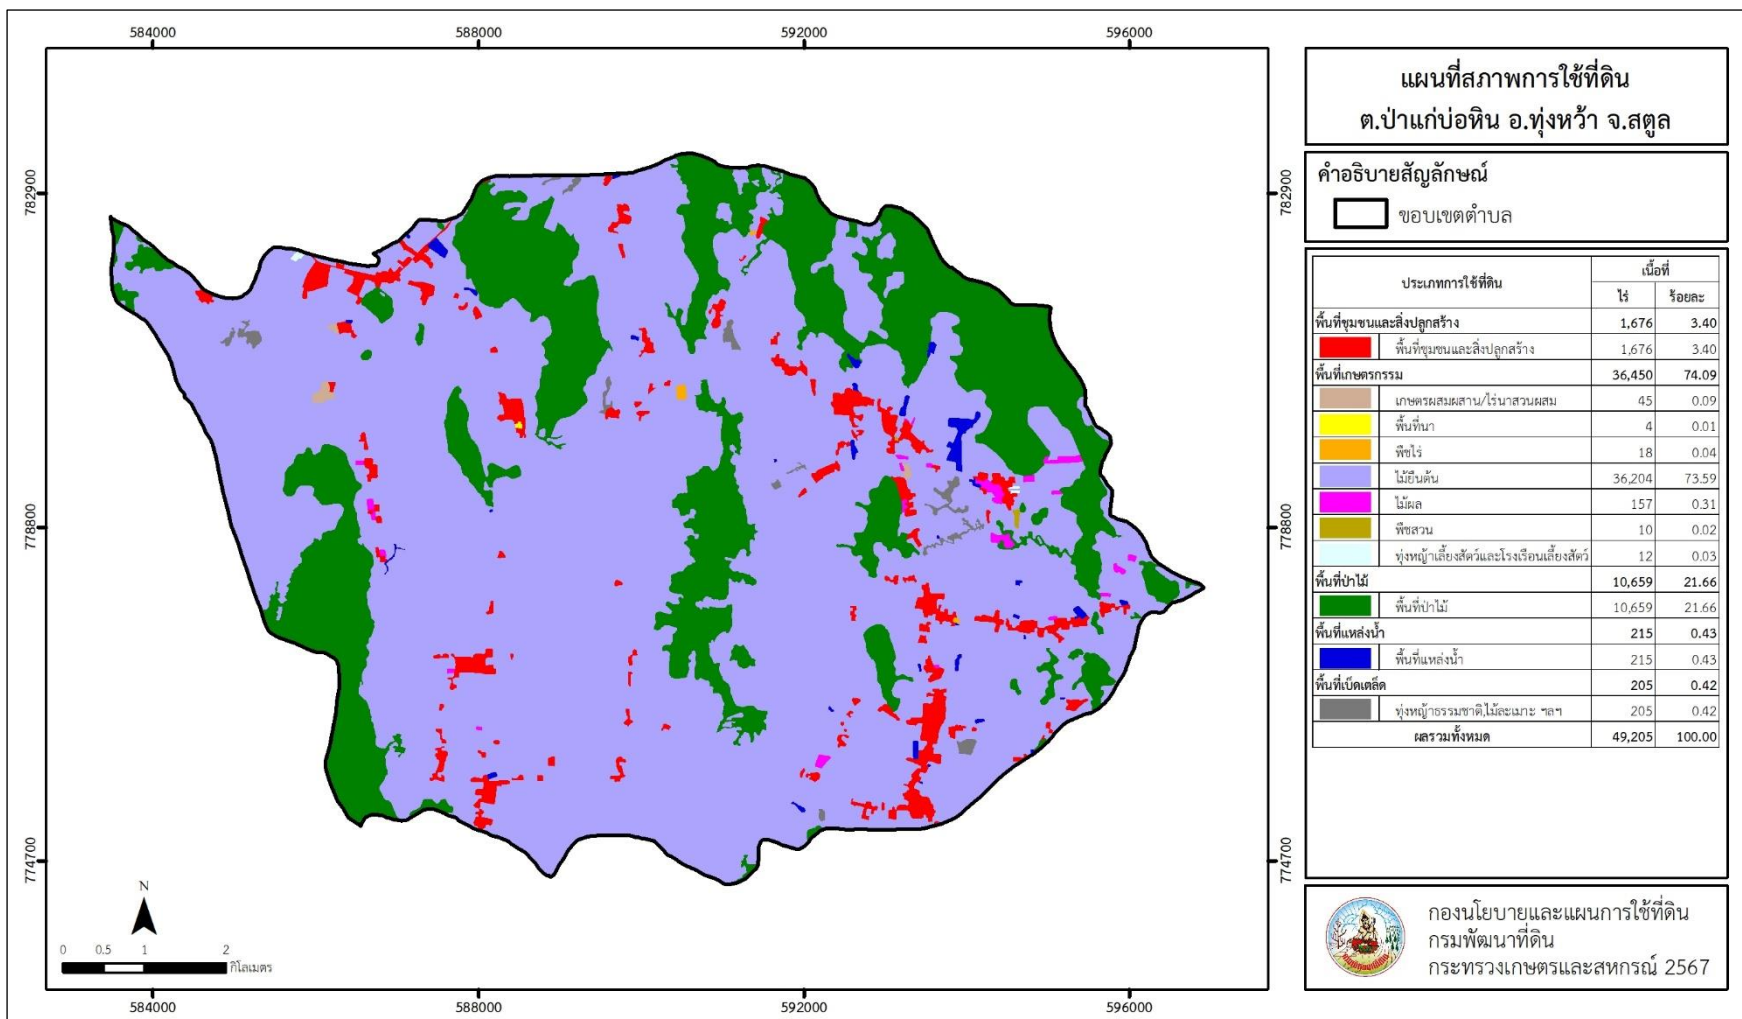 584000 588000 592000 596000
แผนที่สภาพการใช้ที่ดิน
ต.ป่าแก่บ่อหิน อ.ทุ่งหว้า จ.สตูล
คำอธิบายสัญลักษณ์
ขอบเขตตำบล
782900 782900
778800 778800
774700 774700
ประเภทการใช้ที่ดิน เนื้อที่
ไร่ ร้อยละ
พื้นที่ชุมชนและสิ่งปลูกสร้าง 1,676 3.40
พื้นที่ชุมชนและสิ่งปลูกสร้าง 1,676 3.40
พื้นที่เกษตรกรรม 36,450 74.09
เกษตรผสมผสาน/ไร่นาสวนผสม 45 0.09
พื้นที่นา 4 0.01
พืชไร่ 18 0.04
ไม้ยืนต้น 36,204 73.59
ไม้ผล 157 0.31
พืชสวน 10 0.02
ทุ่งหญ้าเลี้ยงสัตว์และโรงเรือนเลี้ยงสัตว์ 12 0.03
พื้นที่ป่าไม้ 10,659 21.66
พื้นที่ป่าไม้ 10,659 21.66
พื้นที่แหล่งน้ำ 215 0.43
พื้นที่แหล่งน้ำ 215 0.43
พื้นที่เบ็ดเตล็ด 205 0.42
ทุ่งหญ้าธรรมชาติ,ไม้ละเมาะ ฯลฯ 205 0.42
ผลรวมทั้งหมด 49,205 100.00
N
0 0.5 1 2
กิโลเมตร
กองนโยบายและแผนการใช้ที่ดิน
กรมพัฒนาที่ดิน
กระทรวงเกษตรและสหกรณ์ 2567
584000 588000 592000 596000